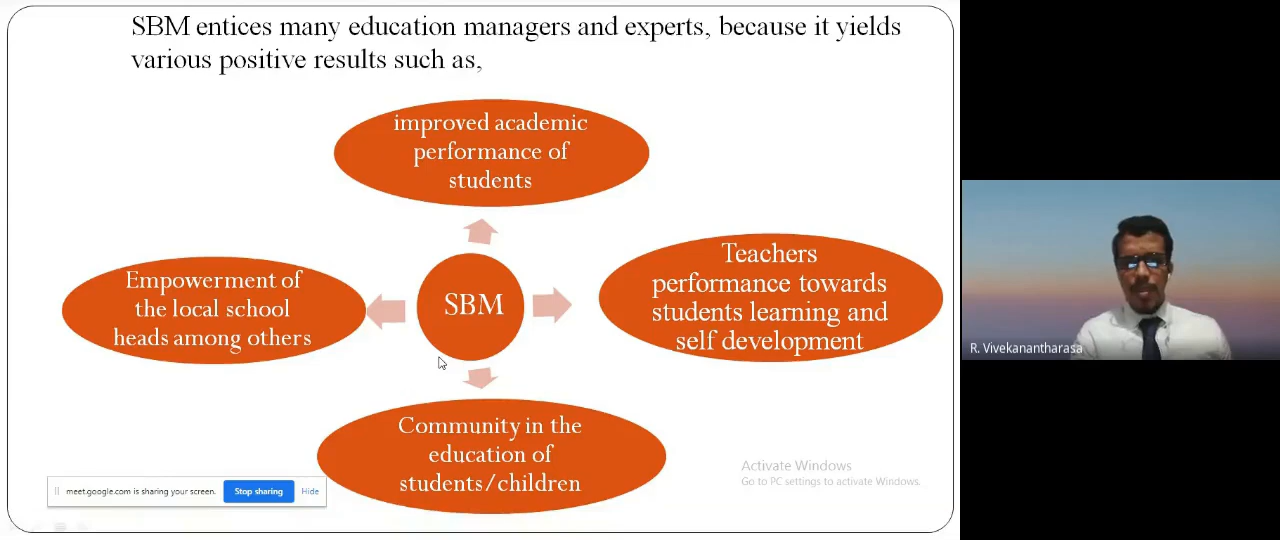 SBM entices many education managers and experts, because it yields
various positive results such as,
improved academic
performance of
students
Empowerment of
the local school
heads among others
SBM
Teachers
performance towards
students learning and
self development
Community in the
education of
students/children
R. Vivekanantharasa
Activate Windows
Go to PC settings to activate Windows.
meet.google.com is sharing your screen.
Stop sharing
Hide